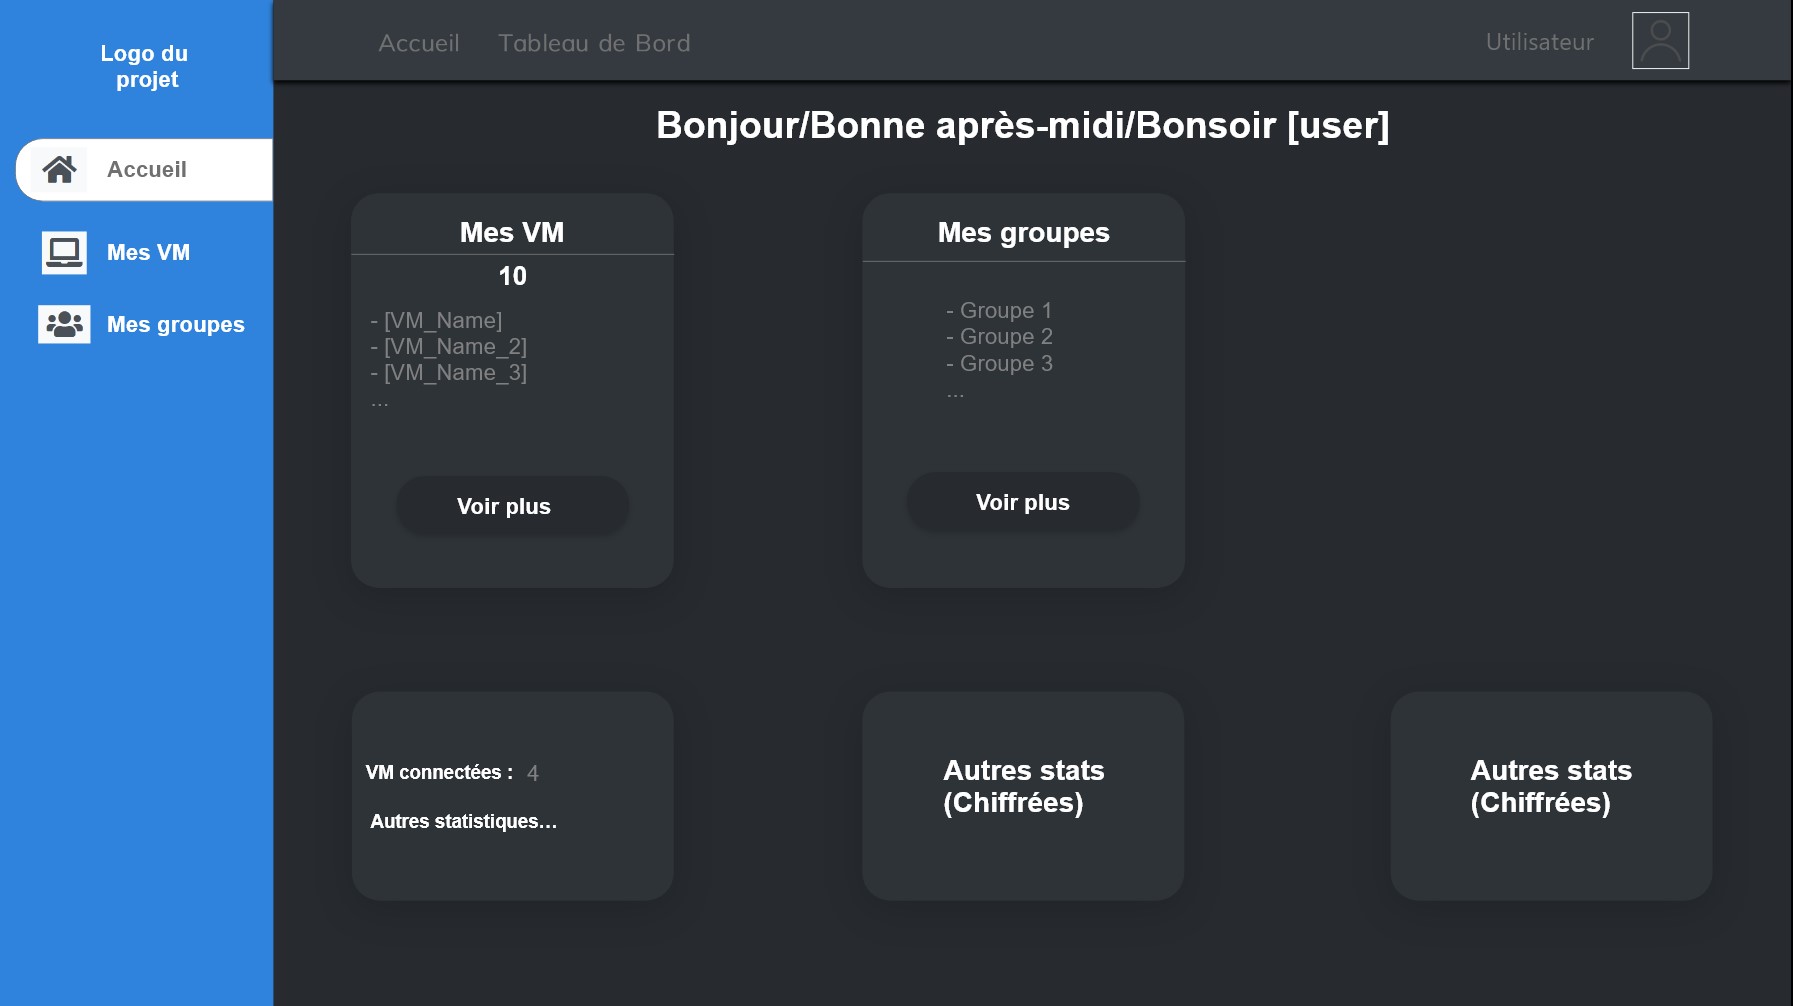 Logo du
projet
Accueil
Mes VM
Mes groupes
Accueil
Tableau de Bord
Utilisateur
Bonjour/Bonne après-midi/Bonsoir [user]
Mes VM
10
- [VM_Name]
- [VM_Name_2]
- [VM_Name_3]
...
Voir plus
Mes groupes
- Groupe 1
- Groupe 2
- Groupe 3
...
Voir plus
VM connectées : 4
Autres statistiques...
Autres stats
(Chiffrées)
Autres stats
(Chiffrées)